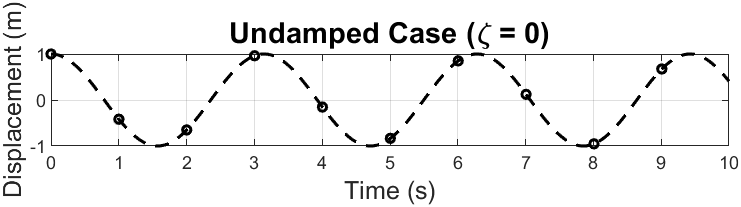 Undamped Case (ζ = 0)
Displacement (m)
1
0
-1
0 1 2 3 4 5 6 7 8 9 10
Time (s)